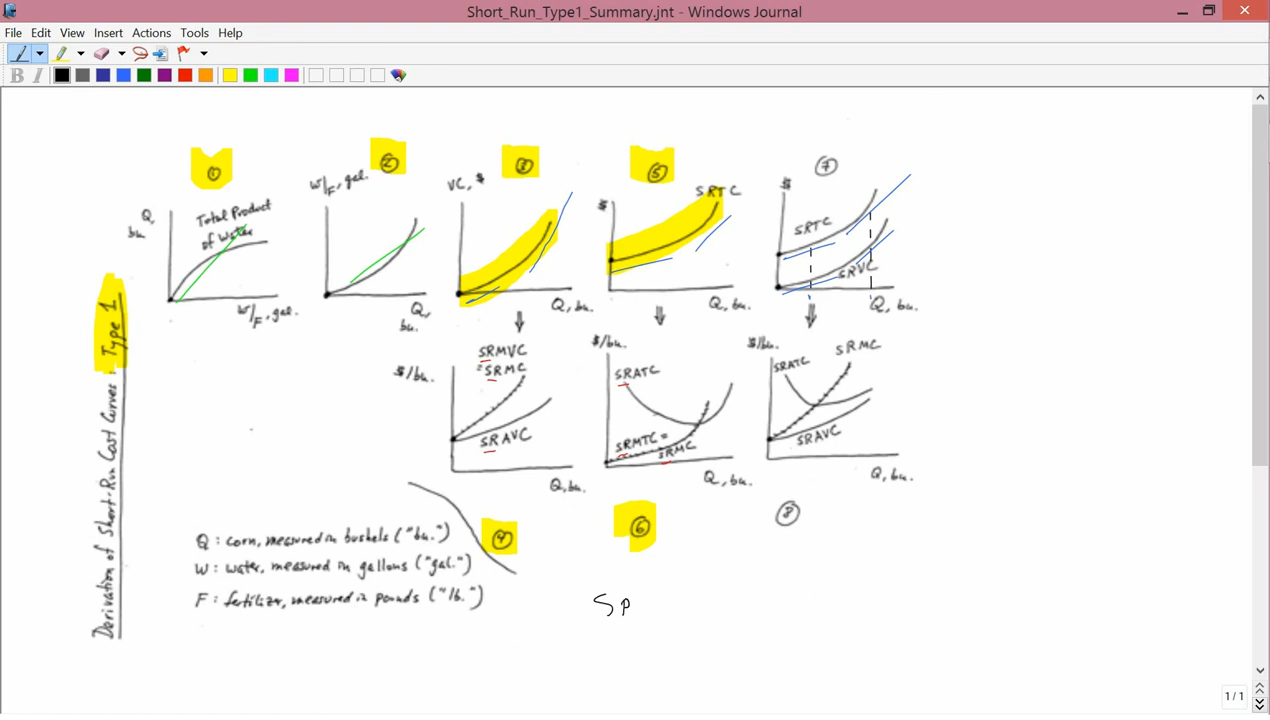 Short_Run_Type1_Summary.jnt - Windows Journal
File Edit View Insert Actions Tools Help
B I
① ② ③ ⑤ ⑦
Q, bu
Total Product
of Water
W/F, gal.
W/F, gal.
Q, bu.
VC, $
Q, bu.
$
SRTC
Q, bu.
$
SRTC
SRVC
Q, bu.
⇓ ⇓ ⇓
$/bu.
SRMVC
=SRMC
SRAVC
Q, bu.
$/bu.
SRATC
SRMTC =
SRMC
Q, bu.
$/bu.
SRATC
SRMC
SRAVC
Q, bu.
④ ⑥ ⑧
Derivation of Short-Run Cost Curves: Type 1
Q: corn, measured in bushels ("bu.")
W: water, measured in gallons ("gal.")
F: fertilizer, measured in pounds ("lb.")
1 / 1